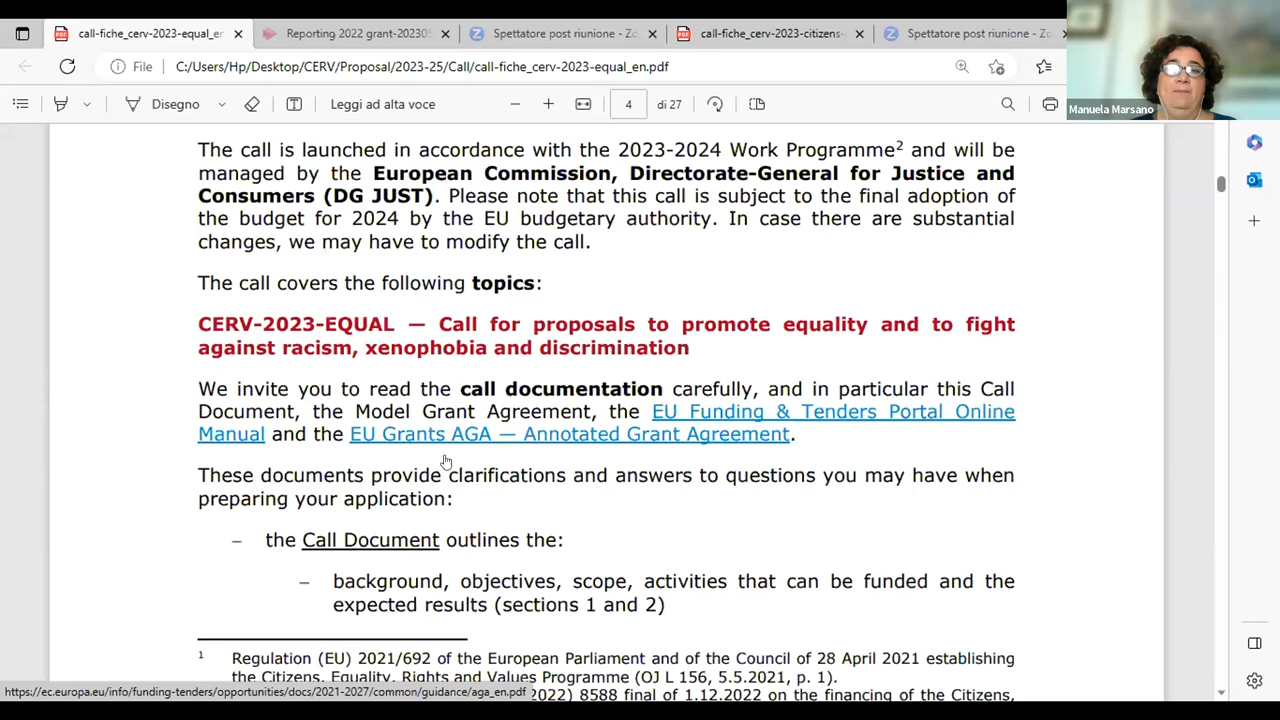 call-fiche_cerv-2023-equal_en
Reporting 2022 grant-20230
Spettatore post riunione - Zo
call-fiche_cerv-2023-citizens-
Spettatore post riunione - Zo
File
C:/Users/Hp/Desktop/CERV/Proposal/2023-25/Call/call-fiche_cerv-2023-equal_en.pdf
Manuela Marsano
Disegno
Leggi ad alta voce
4
di 27
The call is launched in accordance with the 2023-2024 Work Programme2 and will be
managed by the European Commission, Directorate-General for Justice and
Consumers (DG JUST). Please note that this call is subject to the final adoption of
the budget for 2024 by the EU budgetary authority. In case there are substantial
changes, we may have to modify the call.
The call covers the following topics:
CERV-2023-EQUAL — Call for proposals to promote equality and to fight
against racism, xenophobia and discrimination
We invite you to read the call documentation carefully, and in particular this Call
Document, the Model Grant Agreement, the EU Funding & Tenders Portal Online
Manual and the EU Grants AGA — Annotated Grant Agreement.
These documents provide clarifications and answers to questions you may have when
preparing your application:
– the Call Document outlines the:
– background, objectives, scope, activities that can be funded and the
expected results (sections 1 and 2)
1 Regulation (EU) 2021/692 of the European Parliament and of the Council of 28 April 2021 establishing
the Citizens, Equality, Rights and Values Programme (OJ L 156, 5.5.2021, p. 1).
https://ec.europa.eu/info/funding-tenders/opportunities/docs/2021-2027/common/guidance/aga_en.pdf
2022) 8588 final of 1.12.2022 on the financing of the Citizens,